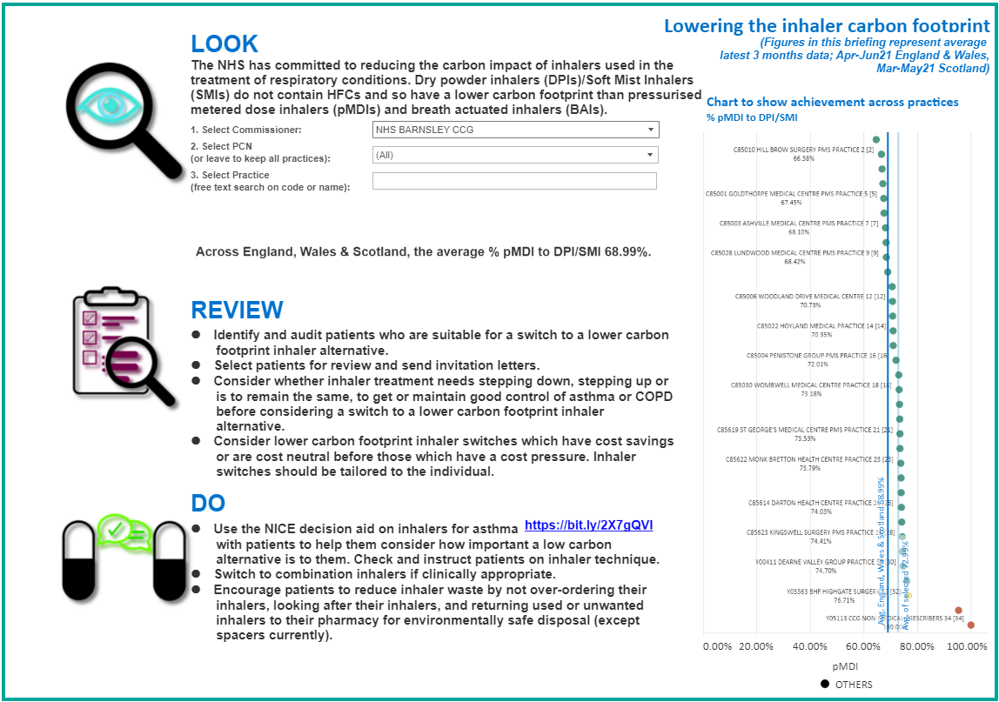 Lowering the inhaler carbon footprint
(Figures in this briefing represent average
latest 3 months data; Apr-Jun21 England & Wales,
Mar-May21 Scotland)
LOOK
The NHS has committed to reducing the carbon impact of inhalers used in the
treatment of respiratory conditions. Dry powder inhalers (DPIs)/Soft Mist Inhalers
(SMIs) do not contain HFCs and so have a lower carbon footprint than pressurised
metered dose inhalers (pMDIs) and breath actuated inhalers (BAIs).
1. Select Commissioner:
NHS BARNSLEY CCG
2. Select PCN
(or leave to keep all practices):
(All)
3. Select Practice
(free text search on code or name):
Across England, Wales & Scotland, the average % pMDI to DPI/SMI 68.99%.
REVIEW
● Identify and audit patients who are suitable for a switch to a lower carbon
footprint inhaler alternative.
● Select patients for review and send invitation letters.
● Consider whether inhaler treatment needs stepping down, stepping up or
is to remain the same, to get or maintain good control of asthma or COPD
before considering a switch to a lower carbon footprint inhaler
alternative.
● Consider lower carbon footprint inhaler switches which have cost savings
or are cost neutral before those which have a cost pressure. Inhaler
switches should be tailored to the individual.
DO
● Use the NICE decision aid on inhalers for asthma https://bit.ly/2X7gQVI
with patients to help them consider how important a low carbon
alternative is to them. Check and instruct patients on inhaler technique.
● Switch to combination inhalers if clinically appropriate.
● Encourage patients to reduce inhaler waste by not over-ordering their
inhalers, looking after their inhalers, and returning used or unwanted
inhalers to their pharmacy for environmentally safe disposal (except
spacers currently).
Chart to show achievement across practices
% pMDI to DPI/SMI
C85010 HILL BROW SURGERY PMS PRACTICE 2 [2]
66.58%
C85001 GOLDTHORPE MEDICAL CENTRE PMS PRACTICE 5 [5]
67.45%
C85003 ASHVILLE MEDICAL CENTRE PMS PRACTICE 7 [7]
68.10%
C85028 LUNDWOOD MEDICAL CENTRE PMS PRACTICE 9 [9]
68.42%
C85006 WOODLAND DRIVE MEDICAL CENTRE 12 [12]
70.73%
C85022 HOYLAND MEDICAL PRACTICE 14 [14]
70.95%
C85004 PENISTONE GROUP PMS PRACTICE 16 [16
72.01%
C85030 WOMBWELL MEDICAL CENTRE PRACTICE 18
73.18%
C85619 ST GEORGE'S MEDICAL CENTRE PMS PRACTICE 21
73.53%
C85622 MONK BRETTON HEALTH CENTRE PRACTICE 23
73.79%
C85614 DARTON HEALTH CENTRE PRACTICE
74.03%
C85623 KINGSWELL SURGERY PMS PRACTICE
74.41%
Y00411 DEARNE VALLEY GROUP PRACTICE
74.70%
Y05363 BHF HIGHGATE SURGERY [32]
76.71%
Y05113 CCG NON-MEDICAL PRESCRIBERS 34 [34]
Avg. England, Wales & Scotland 68.99%
Avg. of selected 72.99%
0.00% 20.00% 40.00% 60.00% 80.00% 100.00%
pMDI
OTHERS